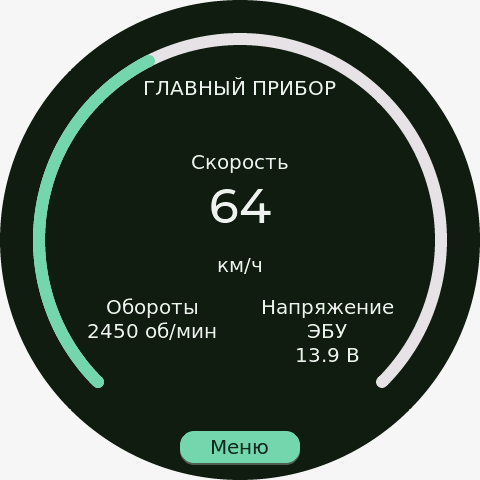 ГЛАВНЫЙ ПРИБОР
Скорость
64
км/ч
Обороты
2450 об/мин
Напряжение
ЭБУ
13.9 В
Меню